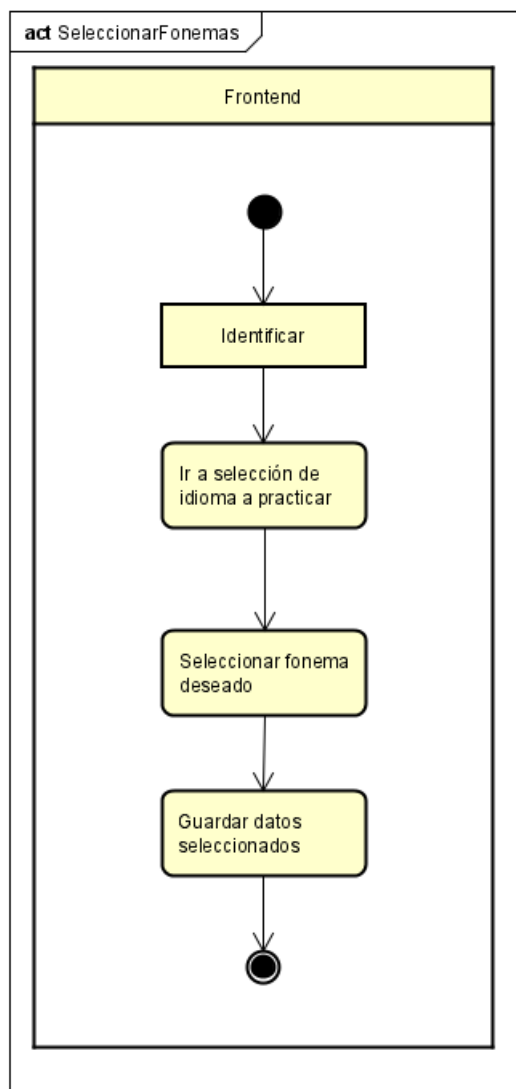 act SeleccionarFonemas
Frontend
Identificar
Ir a selección de
idioma a practicar
Seleccionar fonema
deseado
Guardar datos
seleccionados